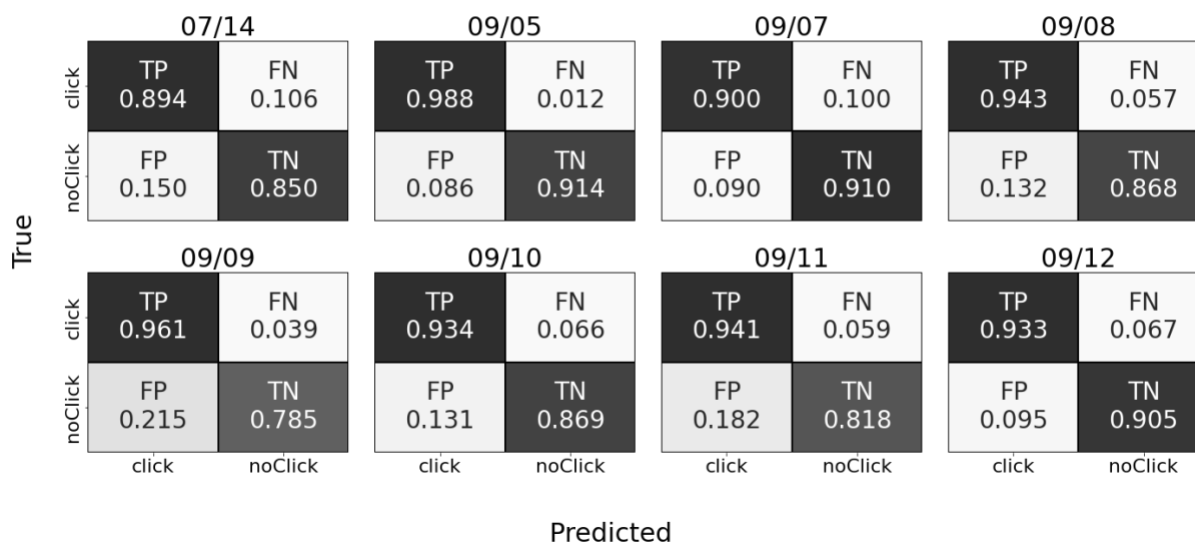 07/14 09/05 09/07 09/08
click
TP FN TP FN TP FN TP FN
0.894 0.106 0.988 0.012 0.900 0.100 0.943 0.057
noClick
FP TN FP TN FP TN FP TN
0.150 0.850 0.086 0.914 0.090 0.910 0.132 0.868
True
09/09 09/10 09/11 09/12
click
TP FN TP FN TP FN TP FN
0.961 0.039 0.934 0.066 0.941 0.059 0.933 0.067
noClick
FP TN FP TN FP TN FP TN
0.215 0.785 0.131 0.869 0.182 0.818 0.095 0.905
click noClick click noClick click noClick click noClick
Predicted